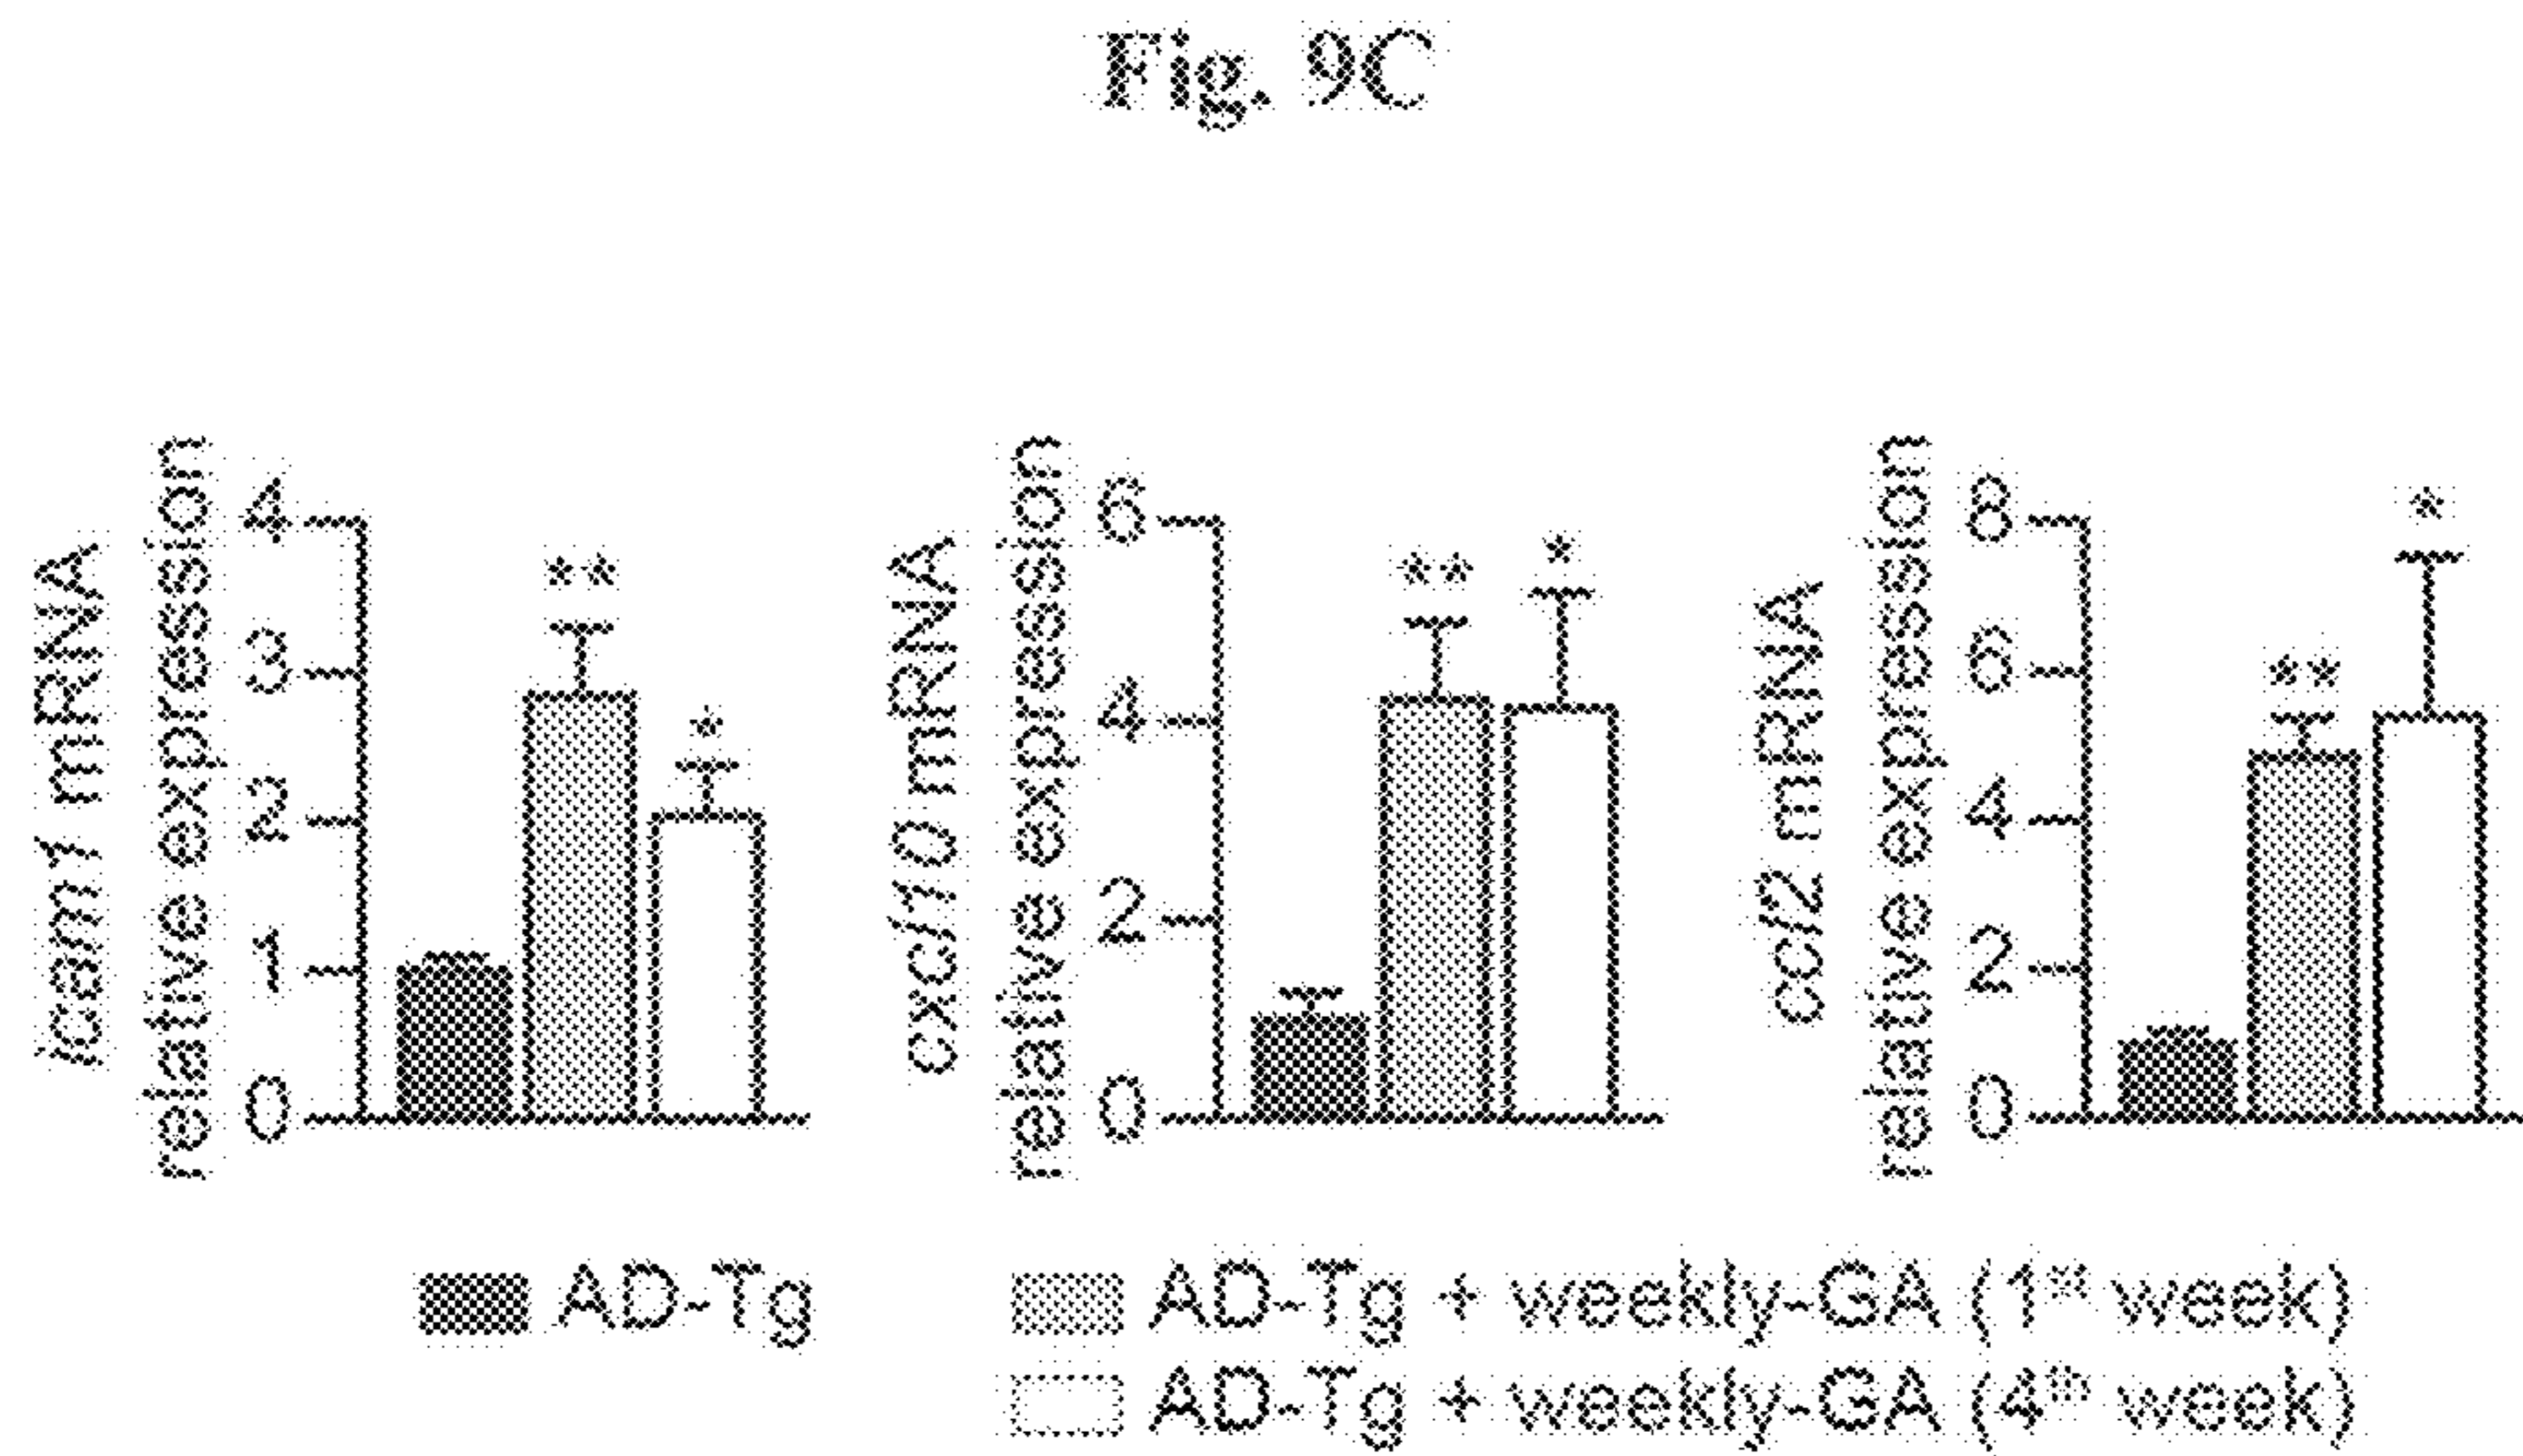 Fig. 9C
icam1 mRNA
relative expression
4
3
2
1
0
**
*
cxcl10 mRNA
relative expression
6
4
2
0
**
*
ccl2 mRNA
relative expression
8
6
4
2
0
**
*
AD-Tg
AD-Tg + weekly-GA (1st week)
AD-Tg + weekly-GA (4th week)